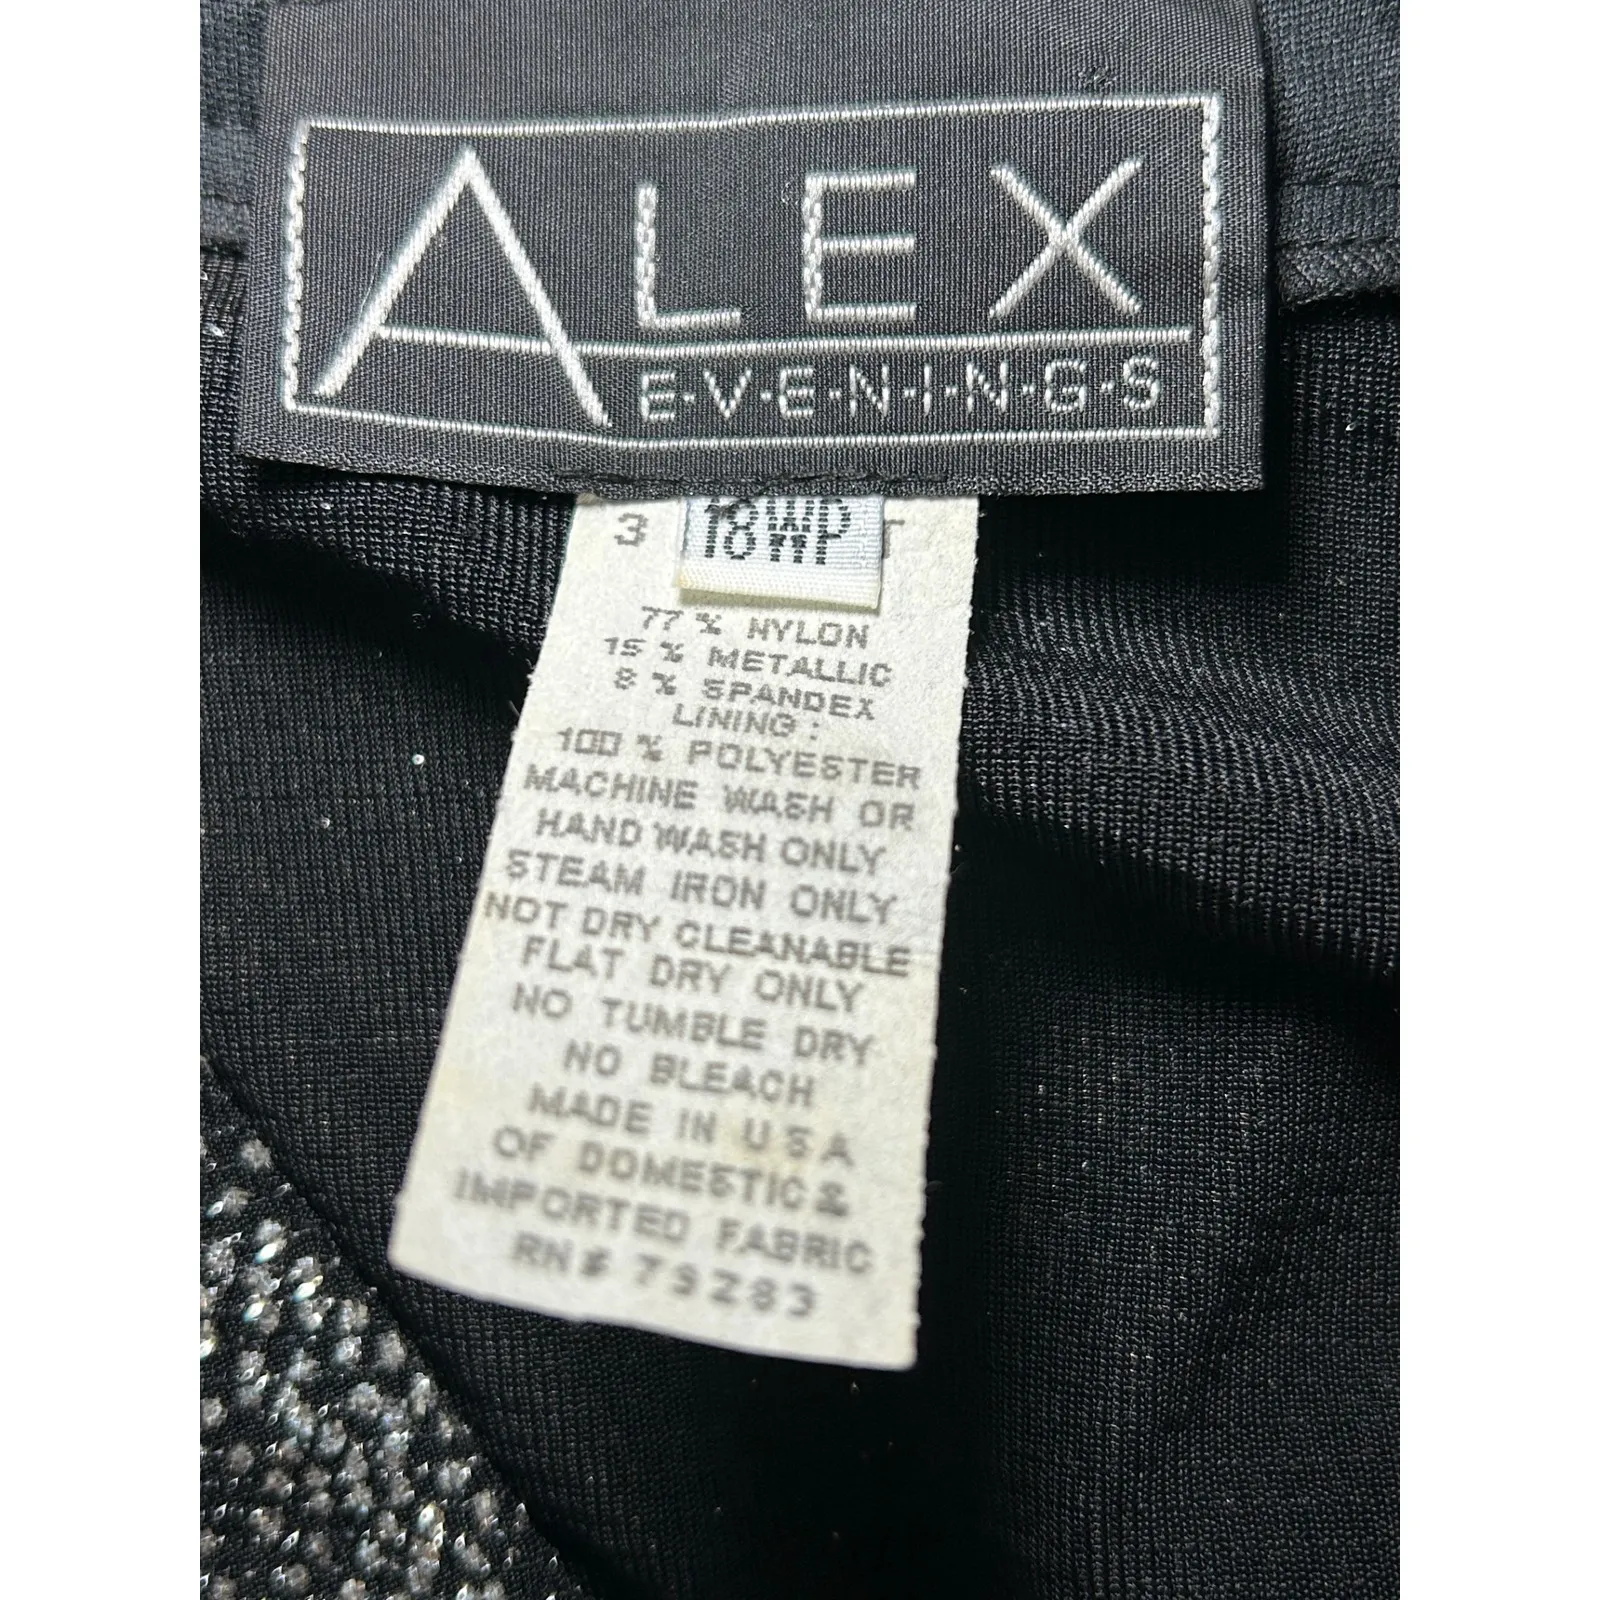 ALEX
E·V·E·N·I·N·G·S
3 18WP T
77 % NYLON
15 % METALLIC
8 % SPANDEX
LINING :
100 % POLYESTER
MACHINE WASH OR
HAND WASH ONLY
STEAM IRON ONLY
NOT DRY CLEANABLE
FLAT DRY ONLY
NO TUMBLE DRY
NO BLEACH
MADE IN USA
OF DOMESTIC &
IMPORTED FABRIC
RN#